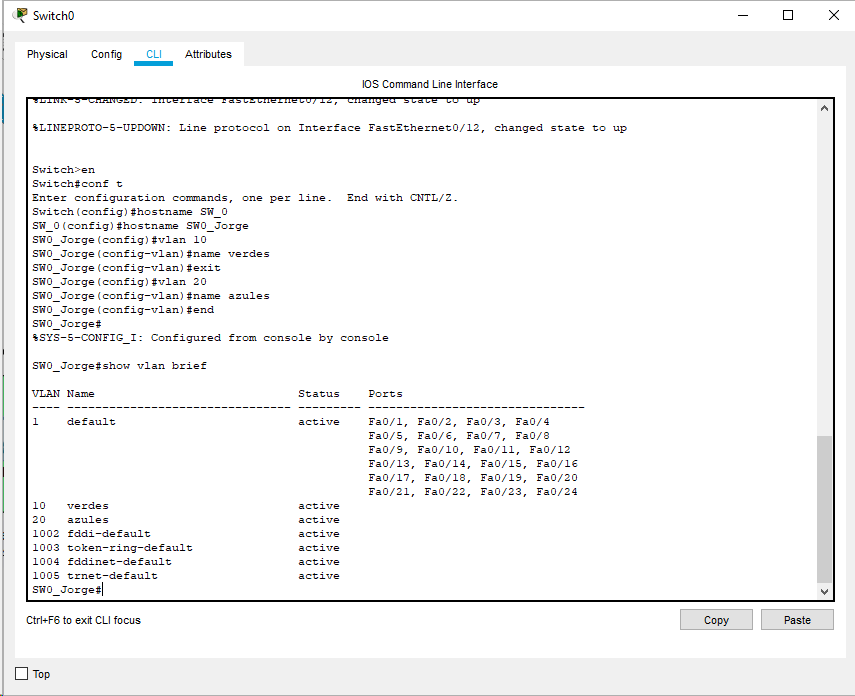 Switch0
Physical Config CLI Attributes
IOS Command Line Interface
%LINK-5-CHANGED: Interface FastEthernet0/12, changed state to up
%LINEPROTO-5-UPDOWN: Line protocol on Interface FastEthernet0/12, changed state to up
Switch>en
Switch#conf t
Enter configuration commands, one per line.  End with CNTL/Z.
Switch(config)#hostname SW_0
SW_0(config)#hostname SW0_Jorge
SW0_Jorge(config)#vlan 10
SW0_Jorge(config-vlan)#name verdes
SW0_Jorge(config-vlan)#exit
SW0_Jorge(config)#vlan 20
SW0_Jorge(config-vlan)#name azules
SW0_Jorge(config-vlan)#end
SW0_Jorge#
%SYS-5-CONFIG_I: Configured from console by console
SW0_Jorge#show vlan brief
VLAN Name                             Status    Ports
---- -------------------------------- --------- -------------------------------
1    default                          active    Fa0/1, Fa0/2, Fa0/3, Fa0/4
                                                Fa0/5, Fa0/6, Fa0/7, Fa0/8
                                                Fa0/9, Fa0/10, Fa0/11, Fa0/12
                                                Fa0/13, Fa0/14, Fa0/15, Fa0/16
                                                Fa0/17, Fa0/18, Fa0/19, Fa0/20
                                                Fa0/21, Fa0/22, Fa0/23, Fa0/24
10   verdes                           active
20   azules                           active
1002 fddi-default                     active
1003 token-ring-default               active
1004 fddinet-default                  active
1005 trnet-default                    active
SW0_Jorge#
Ctrl+F6 to exit CLI focus Copy Paste
Top